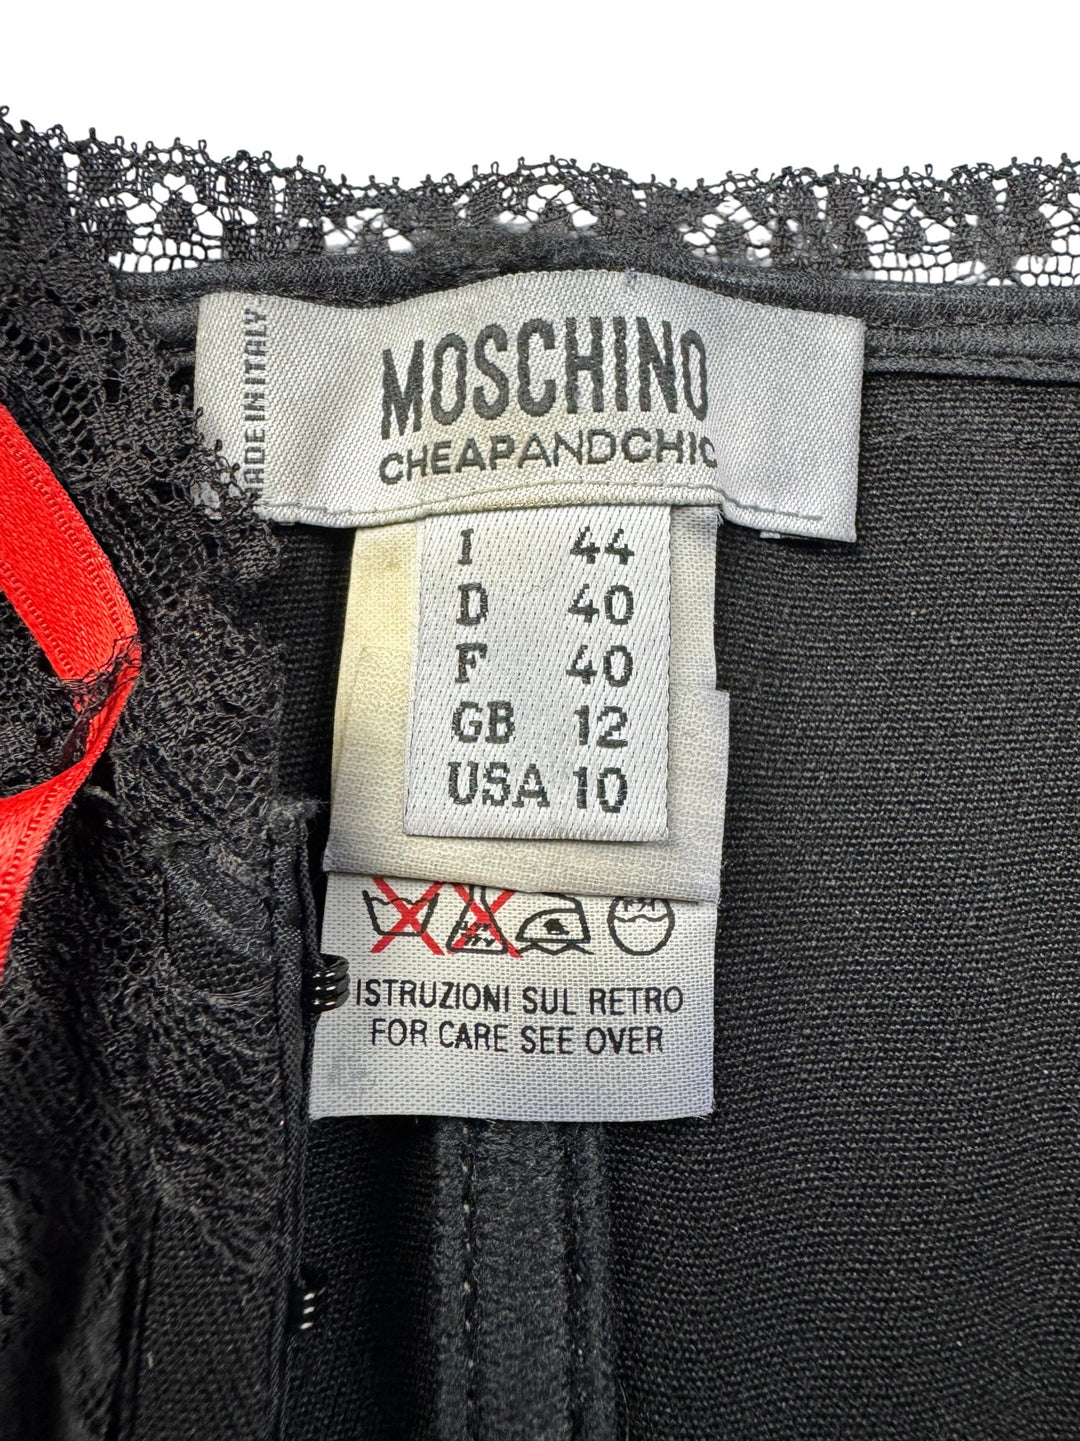 MADE IN ITALY
MOSCHINO
CHEAPANDCHIC
I 44
D 40
F 40
GB 12
USA 10
ISTRUZIONI SUL RETRO
FOR CARE SEE OVER